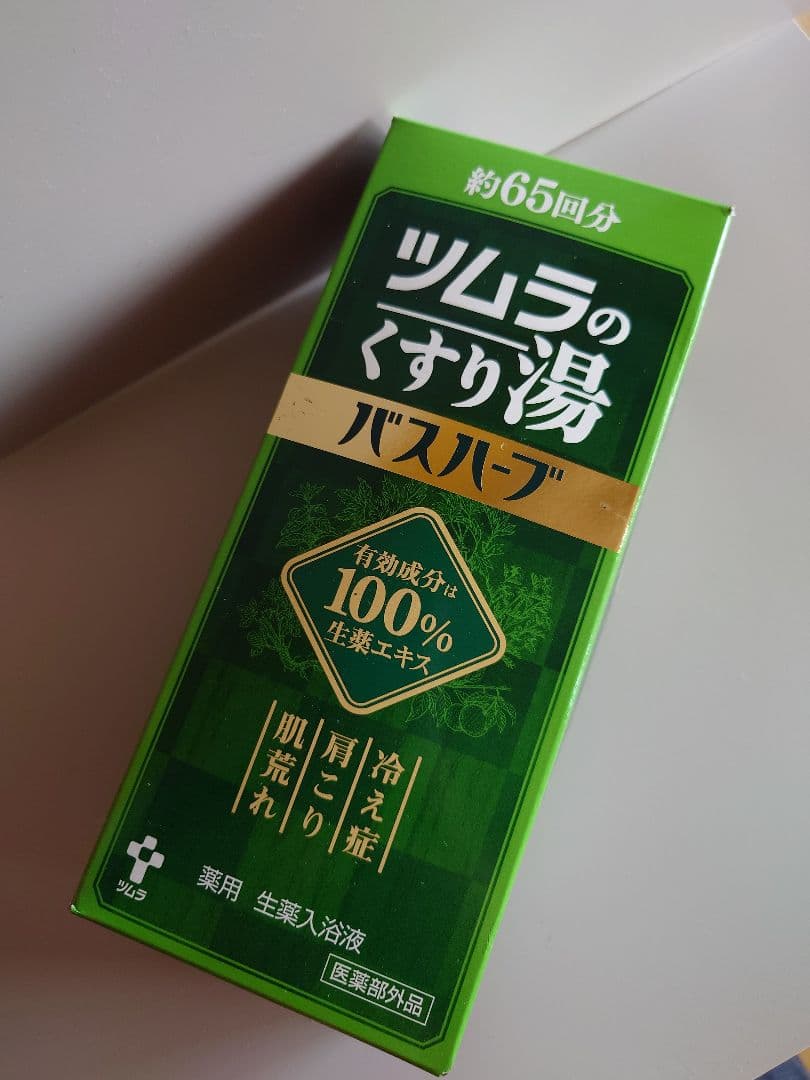 約65回分
ツムラの
くすり湯
バスハーブ
有効成分は
100%
生薬エキス
冷え症
肩こり
肌荒れ
ツムラ
薬用 生薬入浴液
医薬部外品